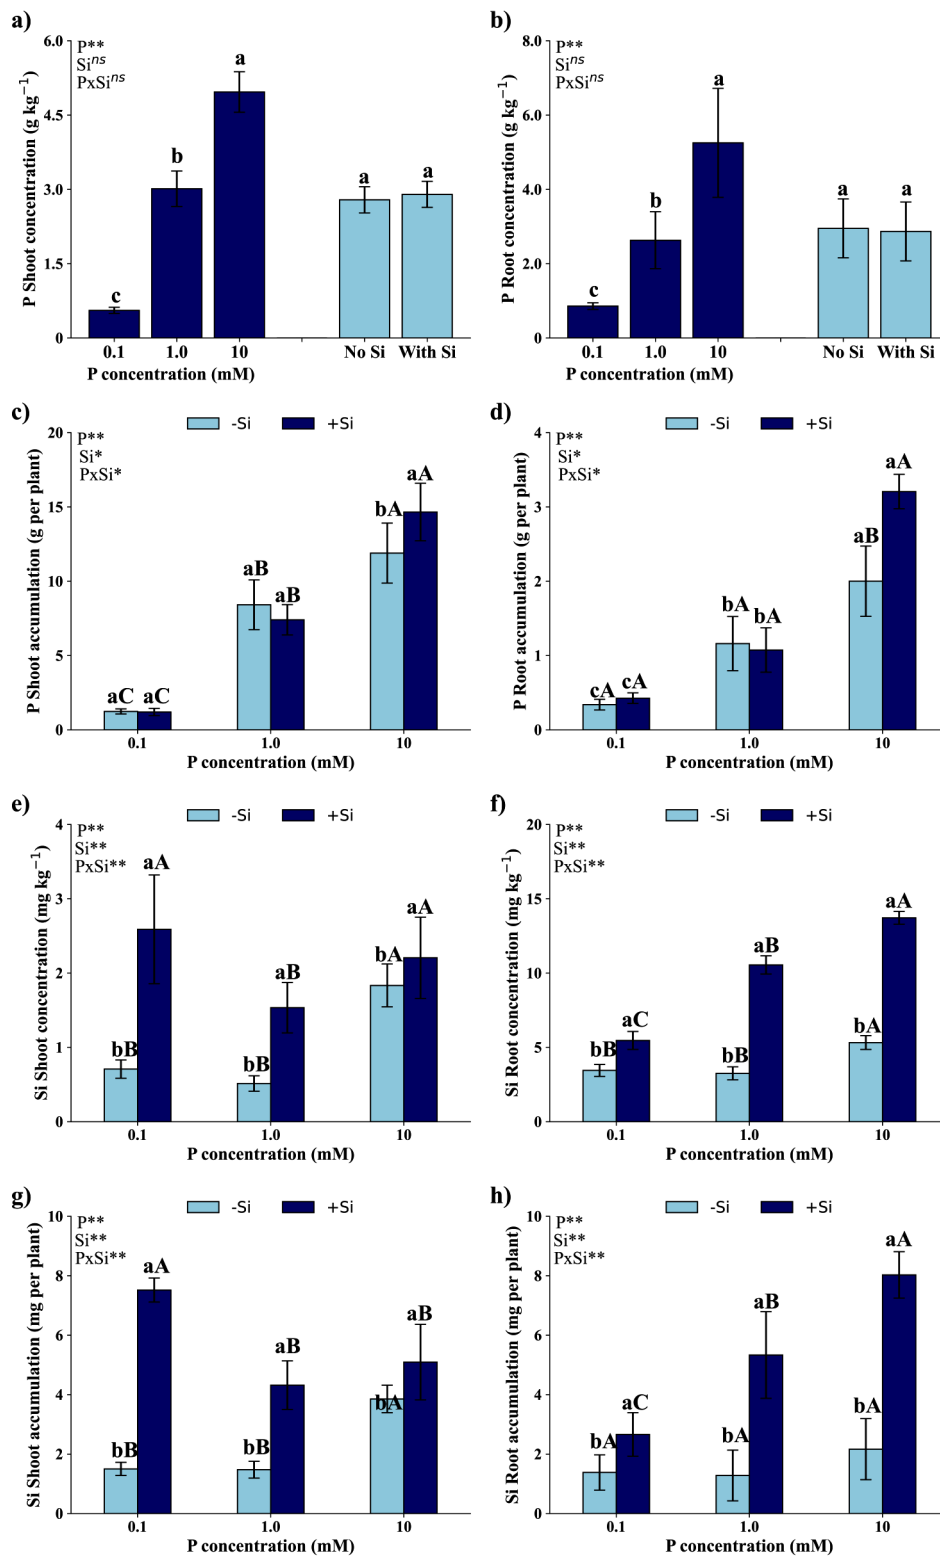 a)
P**
Si^ns
PxSi^ns
P Shoot concentration (g kg⁻¹)
6.0
4.5
3.0
1.5
0
c
b
a
a
a
0.1
1.0
10
No Si
With Si
P concentration (mM)
b)
P**
Si^ns
PxSi^ns
P Root concentration (g kg⁻¹)
8.0
6.0
4.0
2.0
0
c
b
a
a
a
0.1
1.0
10
No Si
With Si
P concentration (mM)
c)
-Si
+Si
P**
Si*
PxSi*
P Shoot accumulation (g per plant)
20
15
10
5
0
aC
aC
aB
aB
bA
aA
0.1
1.0
10
P concentration (mM)
d)
-Si
+Si
P**
Si*
PxSi*
P Root accumulation (g per plant)
4
3
2
1
0
cA
cA
bA
bA
aB
aA
0.1
1.0
10
P concentration (mM)
e)
-Si
+Si
P**
Si**
PxSi**
Si Shoot concentration (mg kg⁻¹)
4
3
2
1
0
bB
aA
bB
aB
bA
aA
0.1
1.0
10
P concentration (mM)
f)
-Si
+Si
P**
Si**
PxSi**
Si Root concentration (mg kg⁻¹)
20
15
10
5
0
bB
aC
bB
aB
bA
aA
0.1
1.0
10
P concentration (mM)
g)
-Si
+Si
P**
Si**
PxSi**
Si Shoot accumulation (mg per plant)
10
8
6
4
2
0
bB
aA
bB
aB
bA
aB
0.1
1.0
10
P concentration (mM)
h)
-Si
+Si
P**
Si**
PxSi**
Si Root accumulation (mg per plant)
10
8
6
4
2
0
bA
aC
bA
aB
bA
aA
0.1
1.0
10
P concentration (mM)